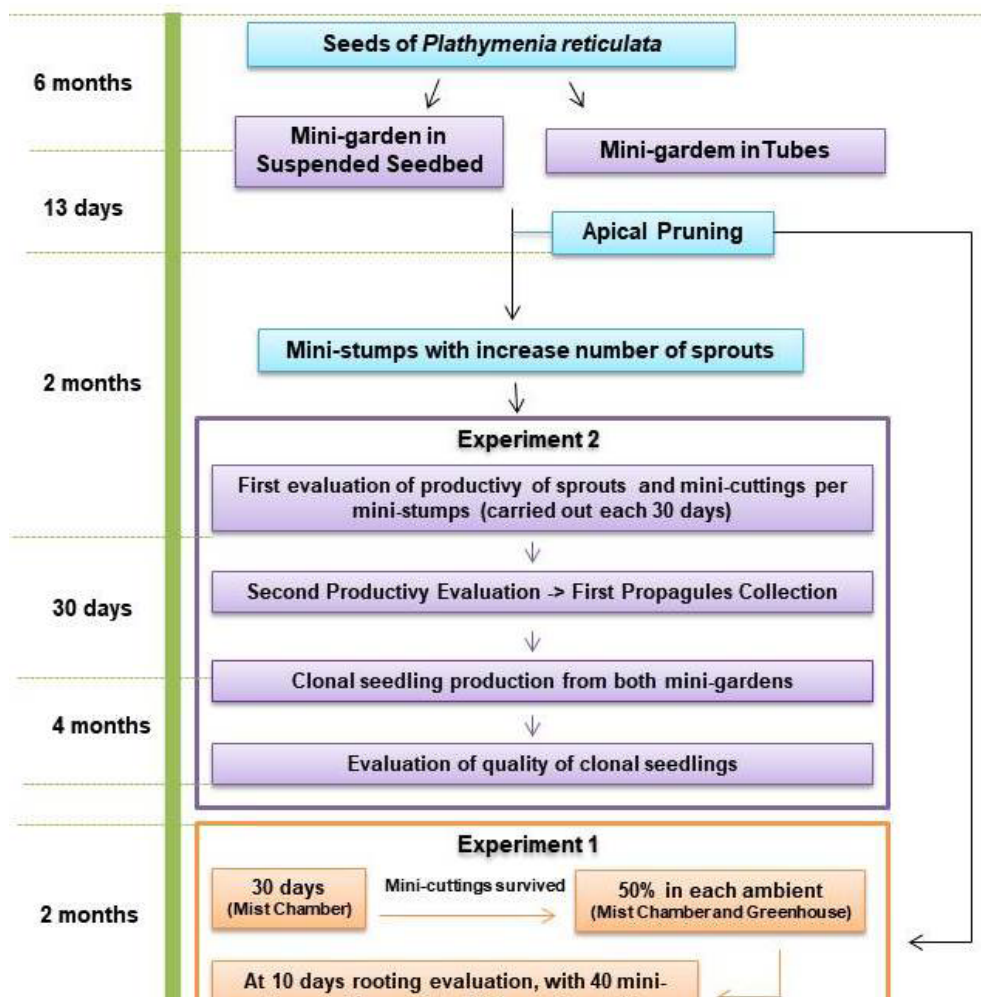 Seeds of Plathymenia reticulata
6 months
Mini-garden in
Suspended Seedbed
Mini-gardem in Tubes
13 days
Apical Pruning
Mini-stumps with increase number of sprouts
2 months
Experiment 2
First evaluation of productivy of sprouts and mini-cuttings per
mini-stumps (carried out each 30 days)
30 days
Second Productivy Evaluation -> First Propagules Collection
Clonal seedling production from both mini-gardens
4 months
Evaluation of quality of clonal seedlings
Experiment 1
2 months
30 days
(Mist Chamber)
Mini-cuttings survived
50% in each ambient
(Mist Chamber and Greenhouse)
At 10 days rooting evaluation, with 40 mini-